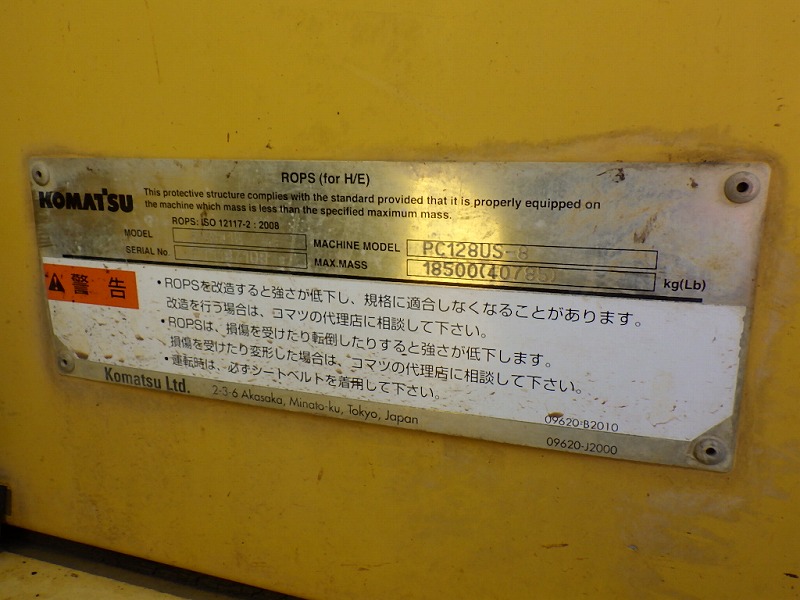 ROPS (for H/E)
KOMATSU
This protective structure complies with the standard provided that it is properly equipped on
the machine which mass is less than the specified maximum mass.
ROPS: ISO 12117-2 : 2008
MODEL
MACHINE MODEL PC128US-8
SERIAL No.
MAX.MASS 18500(40785) kg(Lb)
警告
・ROPSを改造すると強さが低下し、規格に適合しなくなることがあります。
改造を行う場合は、コマツの代理店に相談して下さい。
・ROPSは、損傷を受けたり転倒したりすると強さが低下します。
損傷を受けたり変形した場合は、コマツの代理店に相談して下さい。
・運転時は、必ずシートベルトを着用して下さい。
Komatsu Ltd. 2-3-6 Akasaka, Minato-ku, Tokyo, Japan
09620-B2010
09620-J2000